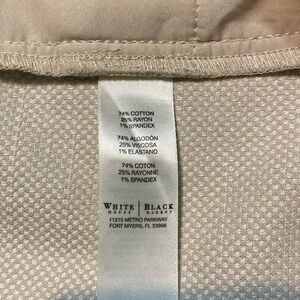 74% COTTON
25% RAYON
1% SPANDEX
74% ALGODÓN
25% VISCOSA
1% ELASTANO
74% COTON
25% RAYONNE
1% SPANDEX
WHITE | BLACK
HOUSE | MARKET
11215 METRO PARKWAY
FORT MYERS, FL 33966